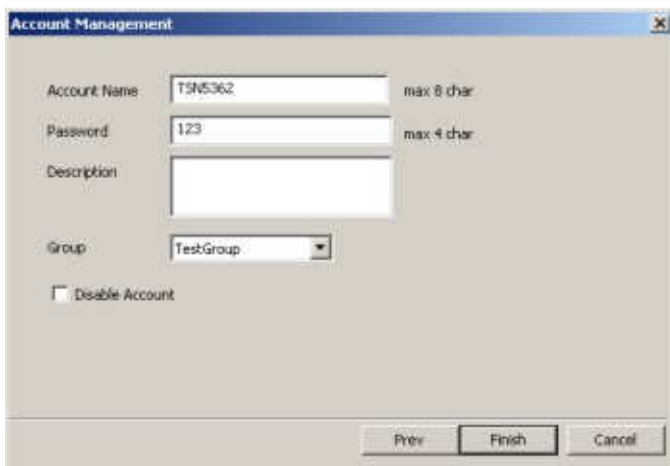 Account Management
Account Name TSN5362 max 8 char
Password 123 max 4 char
Description
Group TestGroup
Disable Account
Prev Finish Cancel